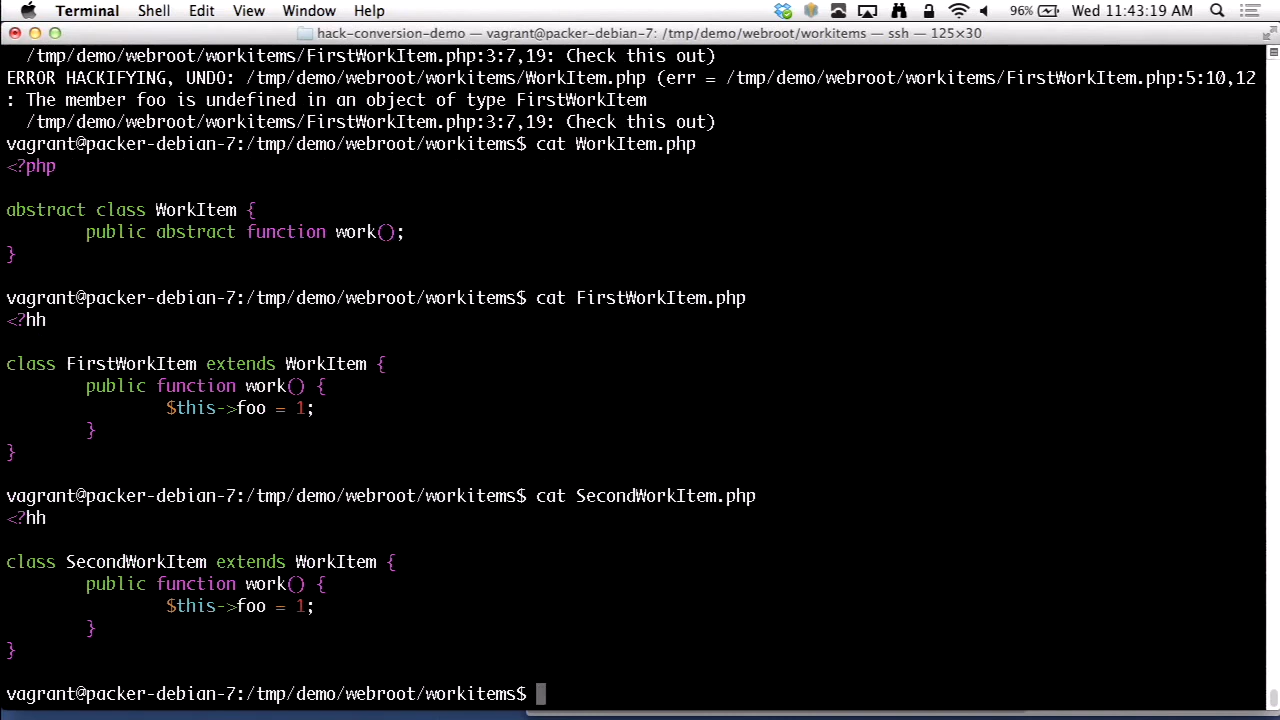 Terminal Shell Edit View Window Help 96% Wed 11:43:19 AM
hack-conversion-demo — vagrant@packer-debian-7: /tmp/demo/webroot/workitems — ssh — 125×30
/tmp/demo/webroot/workitems/FirstWorkItem.php:3:7,19: Check this out)
ERROR HACKIFYING, UNDO: /tmp/demo/webroot/workitems/WorkItem.php (err = /tmp/demo/webroot/workitems/FirstWorkItem.php:5:10,12
: The member foo is undefined in an object of type FirstWorkItem
/tmp/demo/webroot/workitems/FirstWorkItem.php:3:7,19: Check this out)
vagrant@packer-debian-7:/tmp/demo/webroot/workitems$ cat WorkItem.php
<?php
abstract class WorkItem {
public abstract function work();
}
vagrant@packer-debian-7:/tmp/demo/webroot/workitems$ cat FirstWorkItem.php
<?hh
class FirstWorkItem extends WorkItem {
public function work() {
$this->foo = 1;
}
}
vagrant@packer-debian-7:/tmp/demo/webroot/workitems$ cat SecondWorkItem.php
<?hh
class SecondWorkItem extends WorkItem {
public function work() {
$this->foo = 1;
}
}
vagrant@packer-debian-7:/tmp/demo/webroot/workitems$